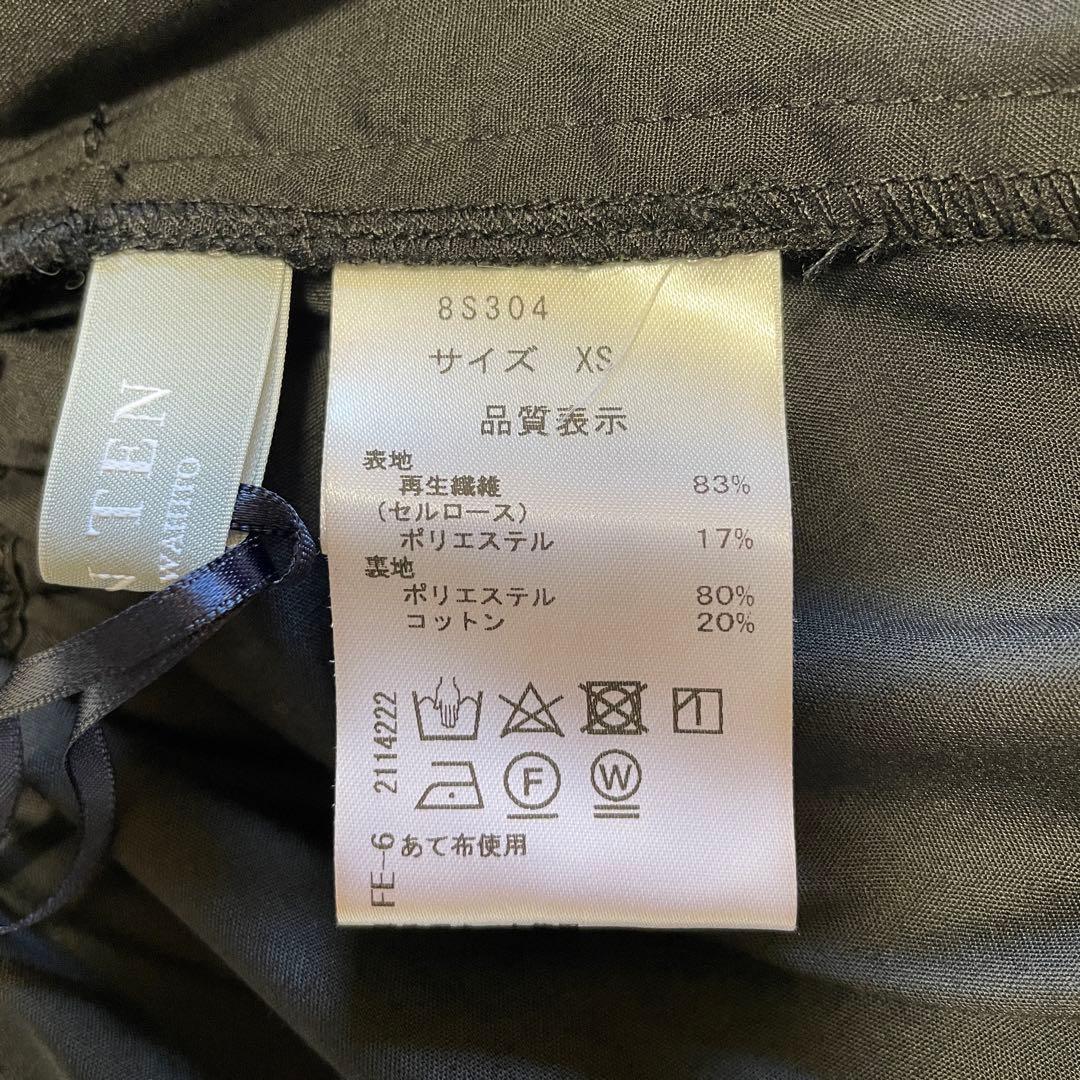 8S304
サイズ XS
品質表示
表地
再生繊維 83%
(セルロース)
ポリエステル 17%
裏地
ポリエステル 80%
コットン 20%
F W
あて布使用
FE-6 2114222
TEN